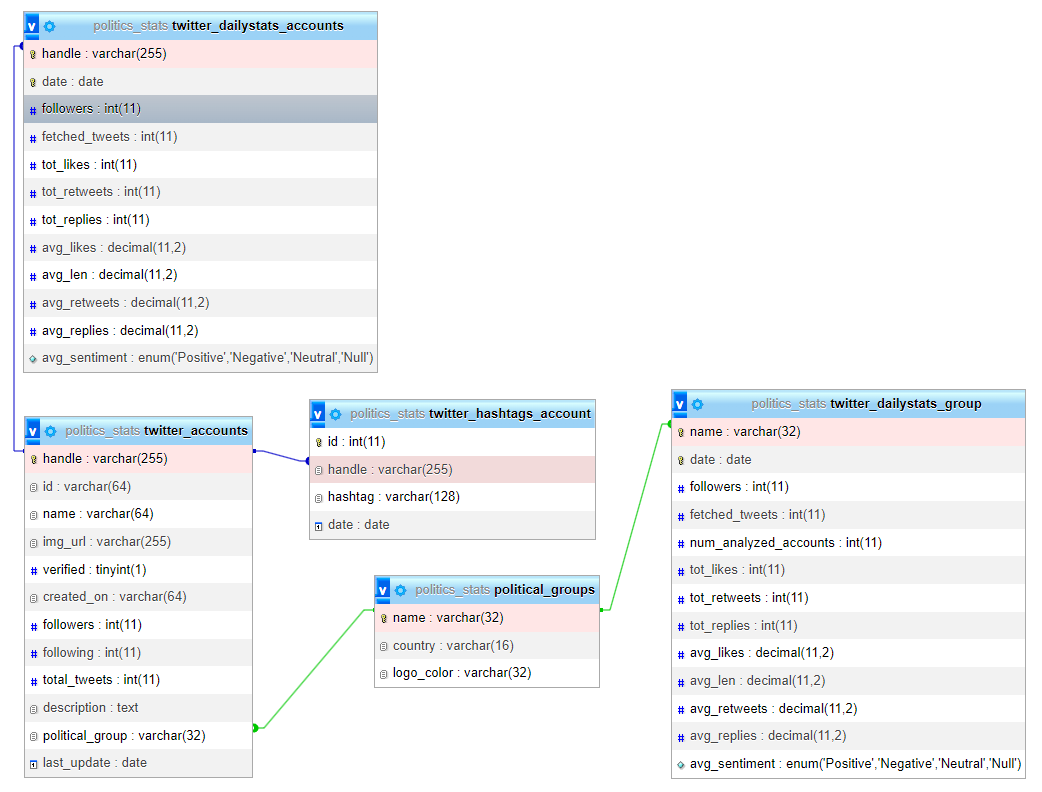 politics_stats twitter_dailystats_accounts
handle : varchar(255)
date : date
followers : int(11)
fetched_tweets : int(11)
tot_likes : int(11)
tot_retweets : int(11)
tot_replies : int(11)
avg_likes : decimal(11,2)
avg_len : decimal(11,2)
avg_retweets : decimal(11,2)
avg_replies : decimal(11,2)
avg_sentiment : enum('Positive','Negative','Neutral','Null')
politics_stats twitter_accounts
handle : varchar(255)
id : varchar(64)
name : varchar(64)
img_url : varchar(255)
verified : tinyint(1)
created_on : varchar(64)
followers : int(11)
following : int(11)
total_tweets : int(11)
description : text
political_group : varchar(32)
last_update : date
politics_stats twitter_hashtags_account
id : int(11)
handle : varchar(255)
hashtag : varchar(128)
date : date
politics_stats political_groups
name : varchar(32)
country : varchar(16)
logo_color : varchar(32)
politics_stats twitter_dailystats_group
name : varchar(32)
date : date
followers : int(11)
fetched_tweets : int(11)
num_analyzed_accounts : int(11)
tot_likes : int(11)
tot_retweets : int(11)
tot_replies : int(11)
avg_likes : decimal(11,2)
avg_len : decimal(11,2)
avg_retweets : decimal(11,2)
avg_replies : decimal(11,2)
avg_sentiment : enum('Positive','Negative','Neutral','Null')